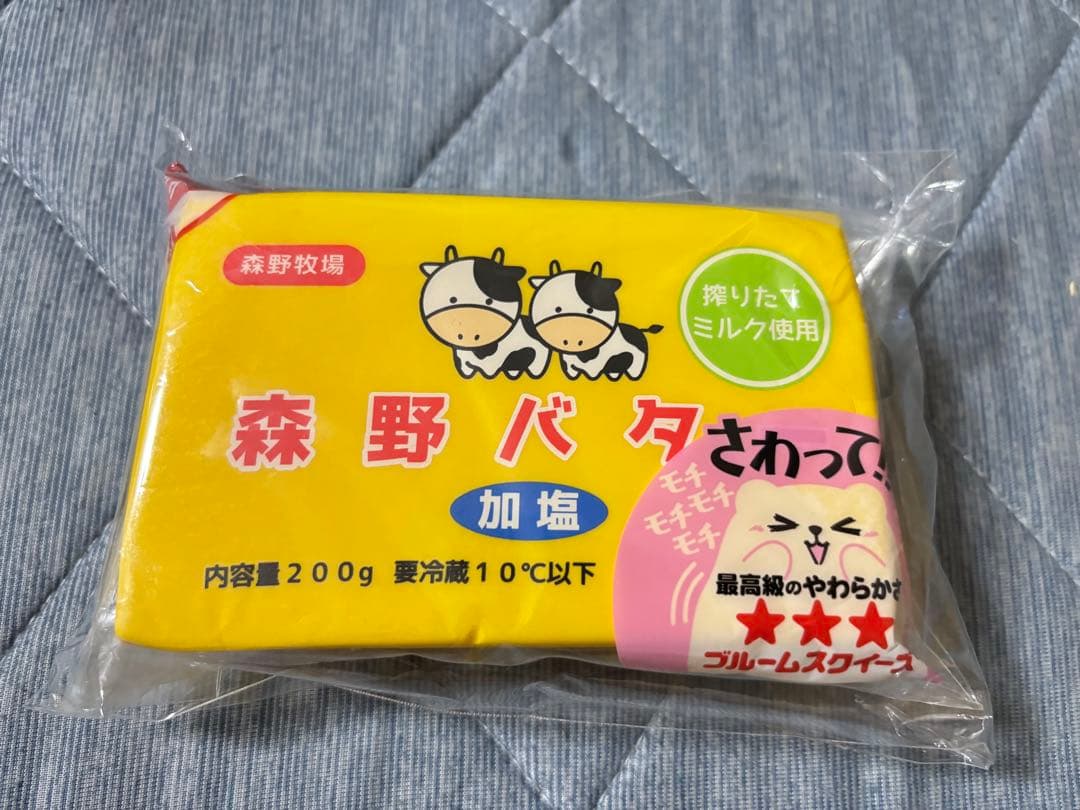 森野牧場
搾りたす
ミルク使用
森野バタ
加塩
内容量200g 要冷蔵10℃以下
さわって!!
モチ
モチモチ
モチ
最高級のやわらかさ
★★★
ブルームスクイーズ